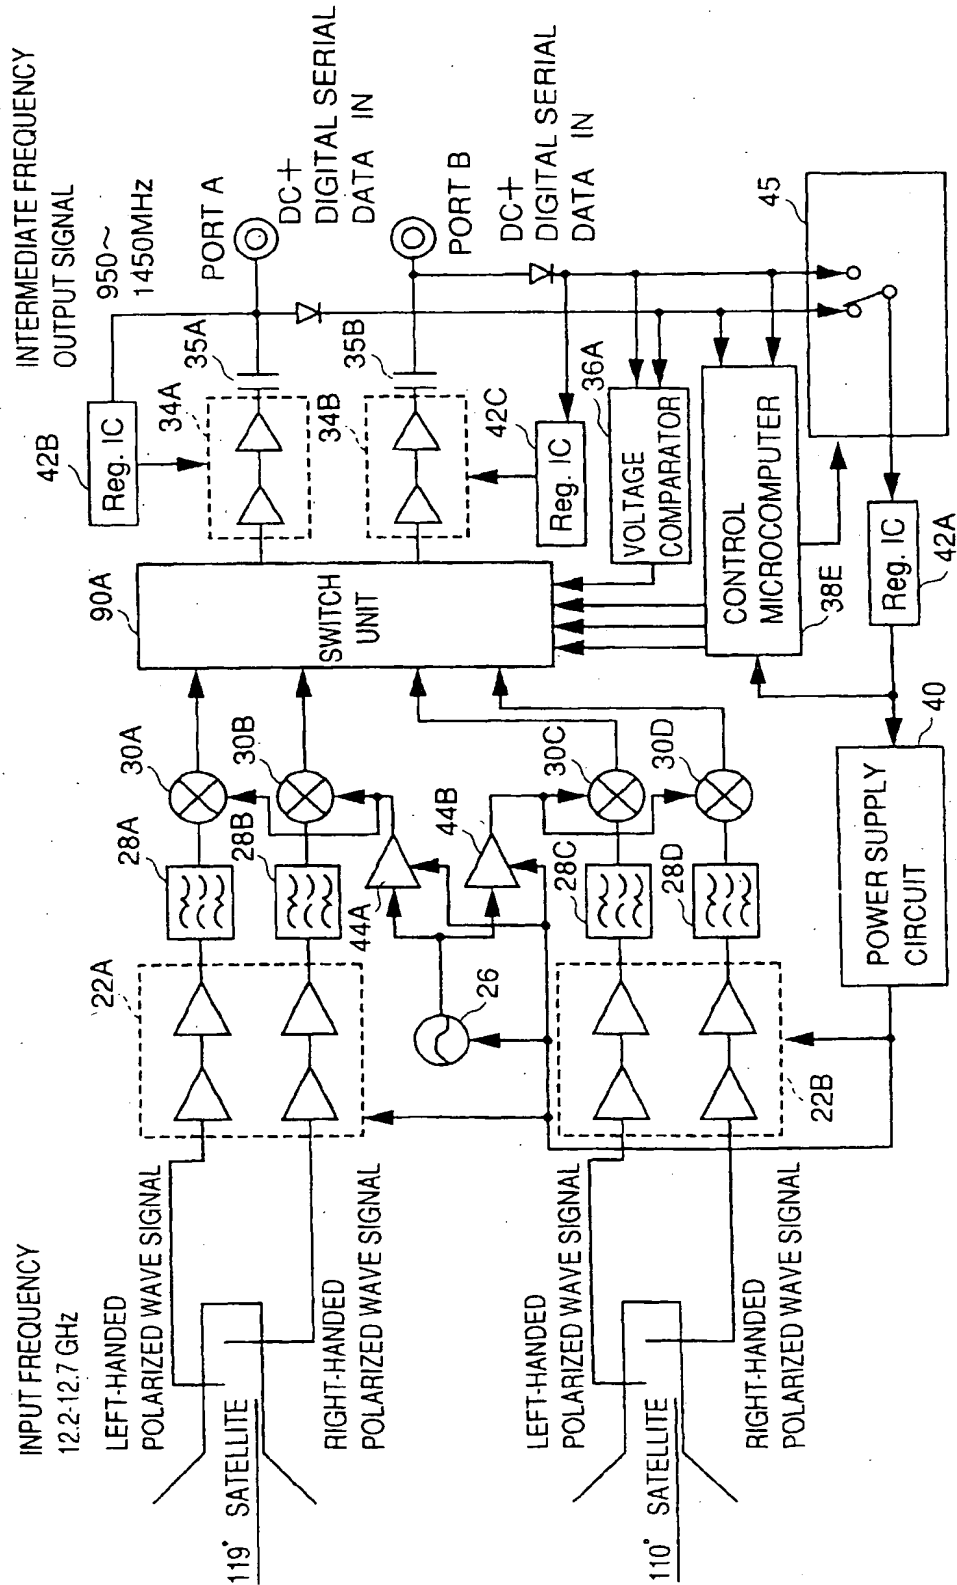 INPUT FREQUENCY
12.2-12.7 GHz
LEFT-HANDED
POLARIZED WAVE SIGNAL
119° SATELLITE
RIGHT-HANDED
POLARIZED WAVE SIGNAL
22A
28A
30A
28B
30B
44A
44B
26
90A
SWITCH
UNIT
42B
Reg. IC
34A
35A
34B
35B
INTERMEDIATE FREQUENCY
OUTPUT SIGNAL
950~
1450MHz
PORT A
DC+
DIGITAL SERIAL
DATA IN
PORT B
DC+
DIGITAL SERIAL
DATA IN
LEFT-HANDED
POLARIZED WAVE SIGNAL
110° SATELLITE
RIGHT-HANDED
POLARIZED WAVE SIGNAL
22B
28C
30C
28D
30D
42C
Reg. IC
36A
VOLTAGE
COMPARATOR
CONTROL
MICROCOMPUTER
38E
45
Reg. IC
42A
40
POWER SUPPLY
CIRCUIT